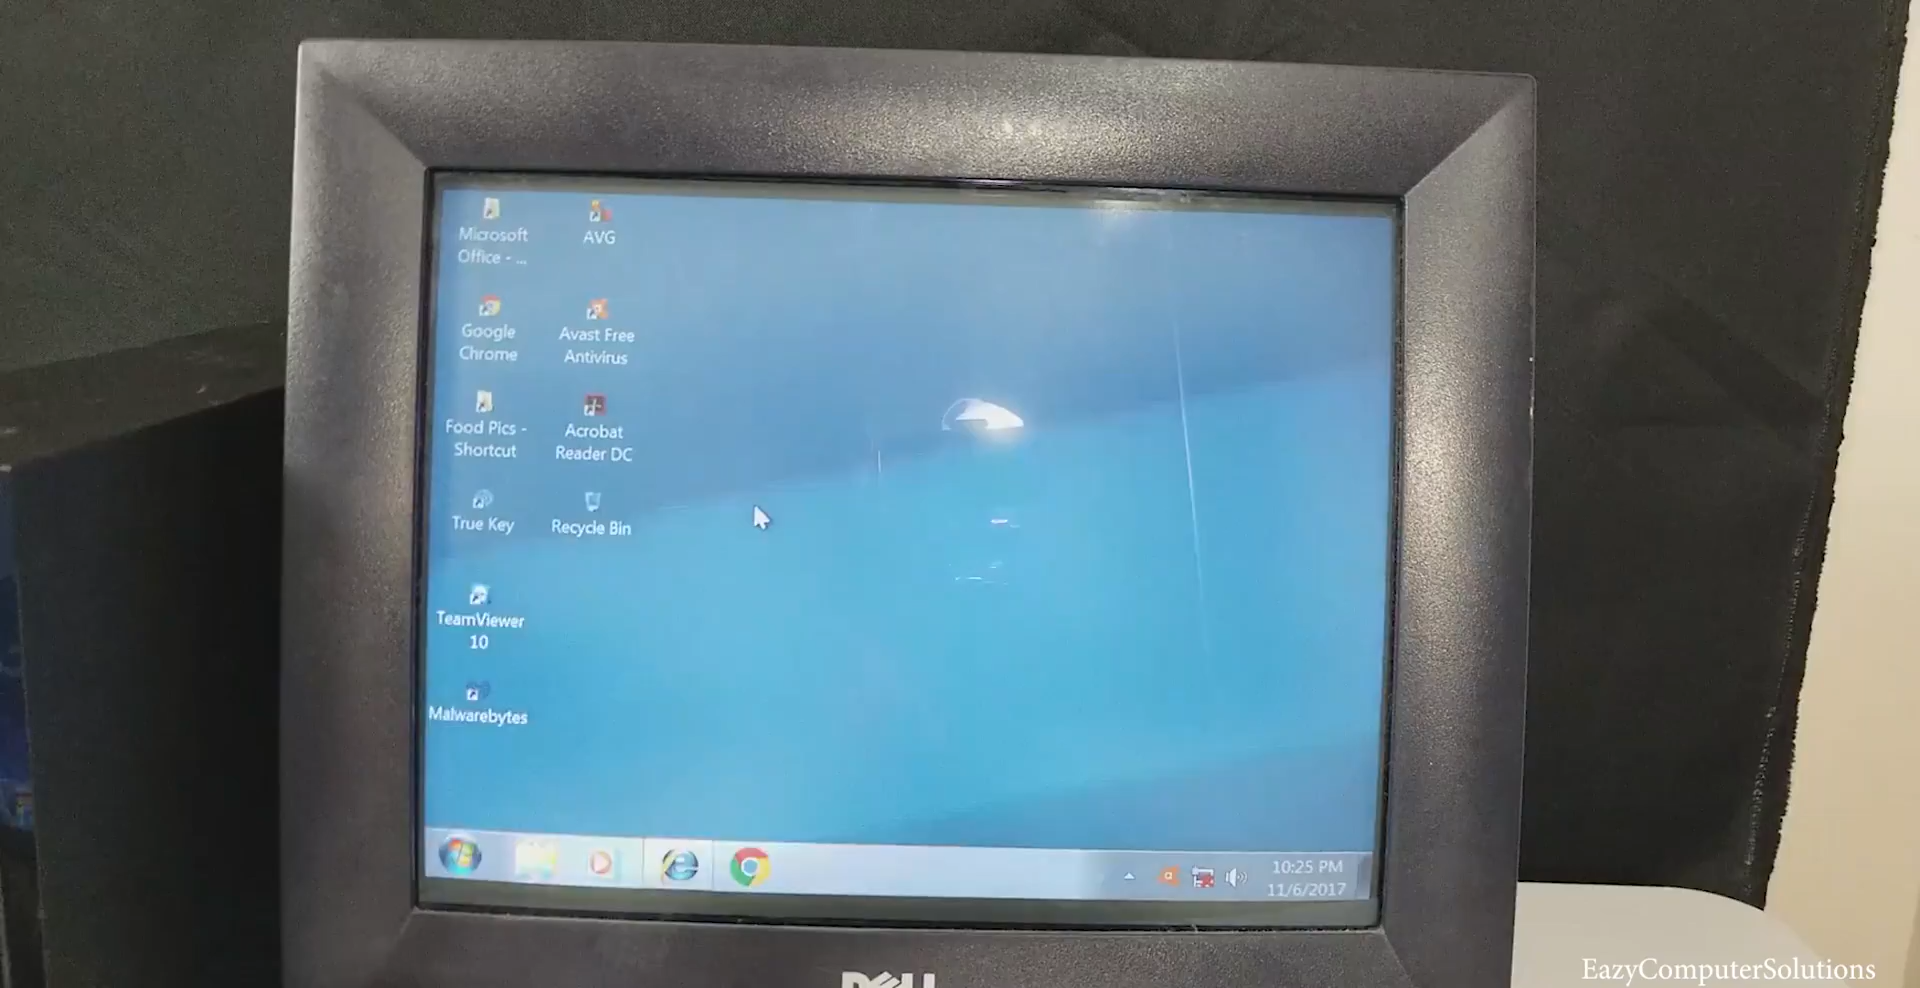 Microsoft
Office - ...
AVG
Google
Chrome
Avast Free
Antivirus
Food Pics -
Shortcut
Acrobat
Reader DC
True Key
Recycle Bin
TeamViewer
10
Malwarebytes
10:25 PM
11/6/2017
DELL
EazyComputerSolutions